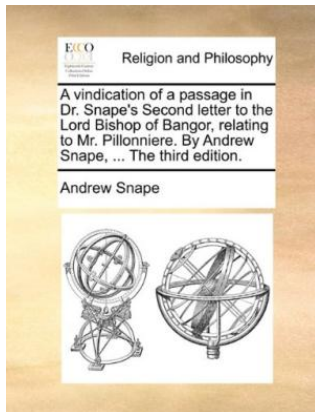 ECCO
Religion and Philosophy
A vindication of a passage in
Dr. Snape's Second letter to the
Lord Bishop of Bangor, relating
to Mr. Pillonniere. By Andrew
Snape, ... The third edition.
Andrew Snape